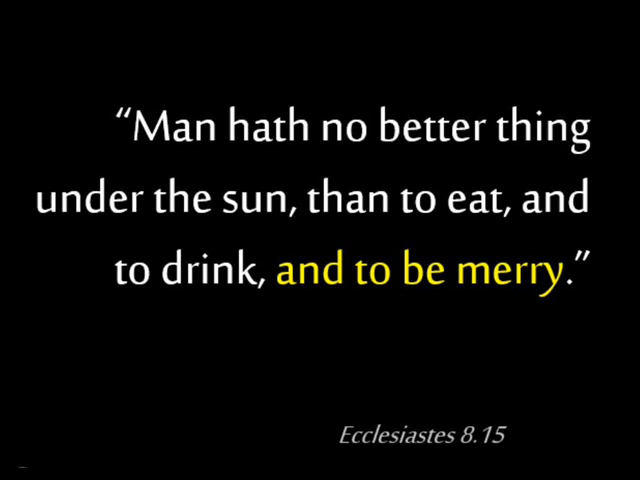 “Man hath no better thing
under the sun, than to eat, and
to drink, and to be merry.”
Ecclesiastes 8.15